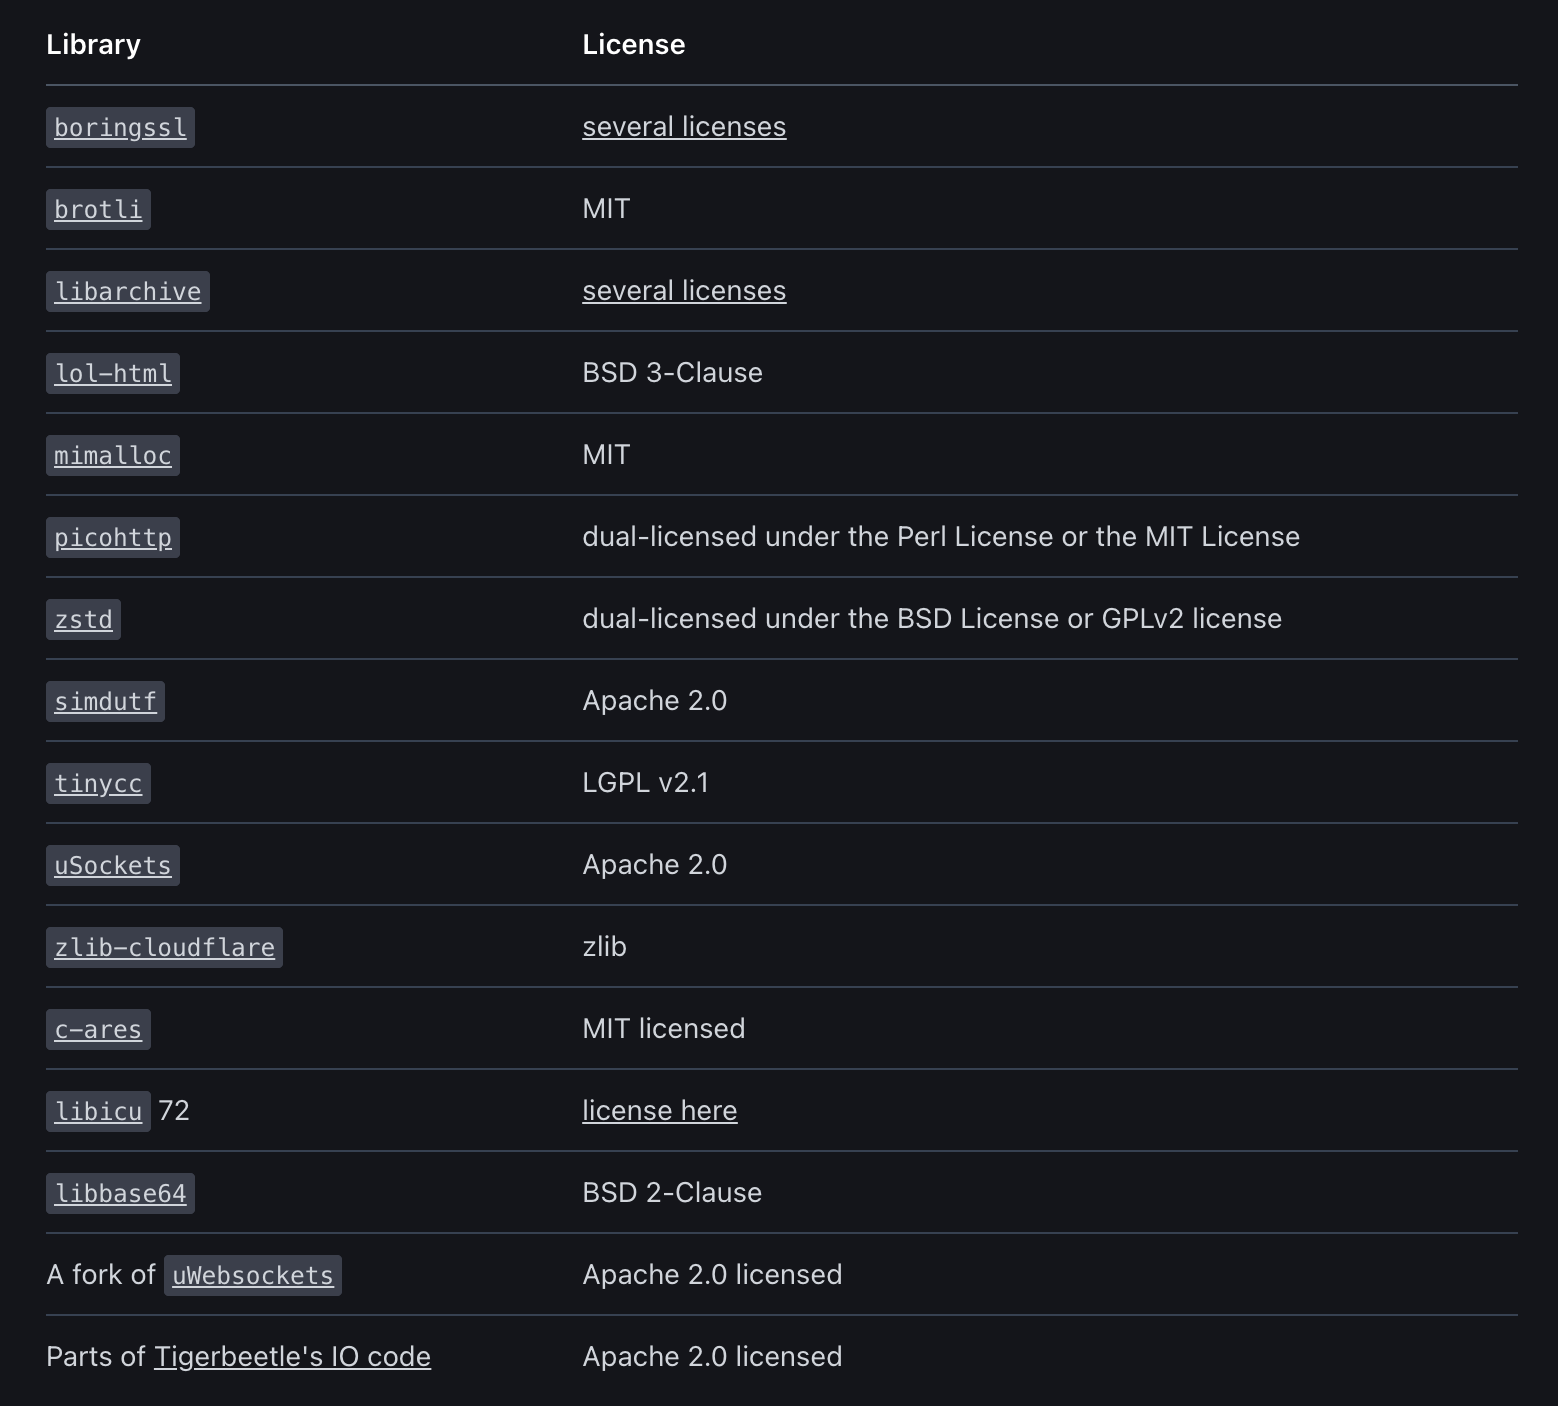 Library License
boringssl several licenses
brotli MIT
libarchive several licenses
lol-html BSD 3-Clause
mimalloc MIT
picohttp dual-licensed under the Perl License or the MIT License
zstd dual-licensed under the BSD License or GPLv2 license
simdutf Apache 2.0
tinycc LGPL v2.1
uSockets Apache 2.0
zlib-cloudflare zlib
c-ares MIT licensed
libicu 72 license here
libbase64 BSD 2-Clause
A fork of uWebsockets Apache 2.0 licensed
Parts of Tigerbeetle's IO code Apache 2.0 licensed